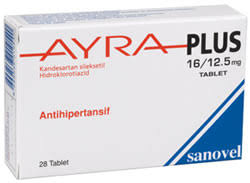 AYRA PLUS
Kandesartan sileksetil
Hidroklorotiazid
16/12.5 mg
TABLET
Antihipertansif
28 Tablet
sanovel